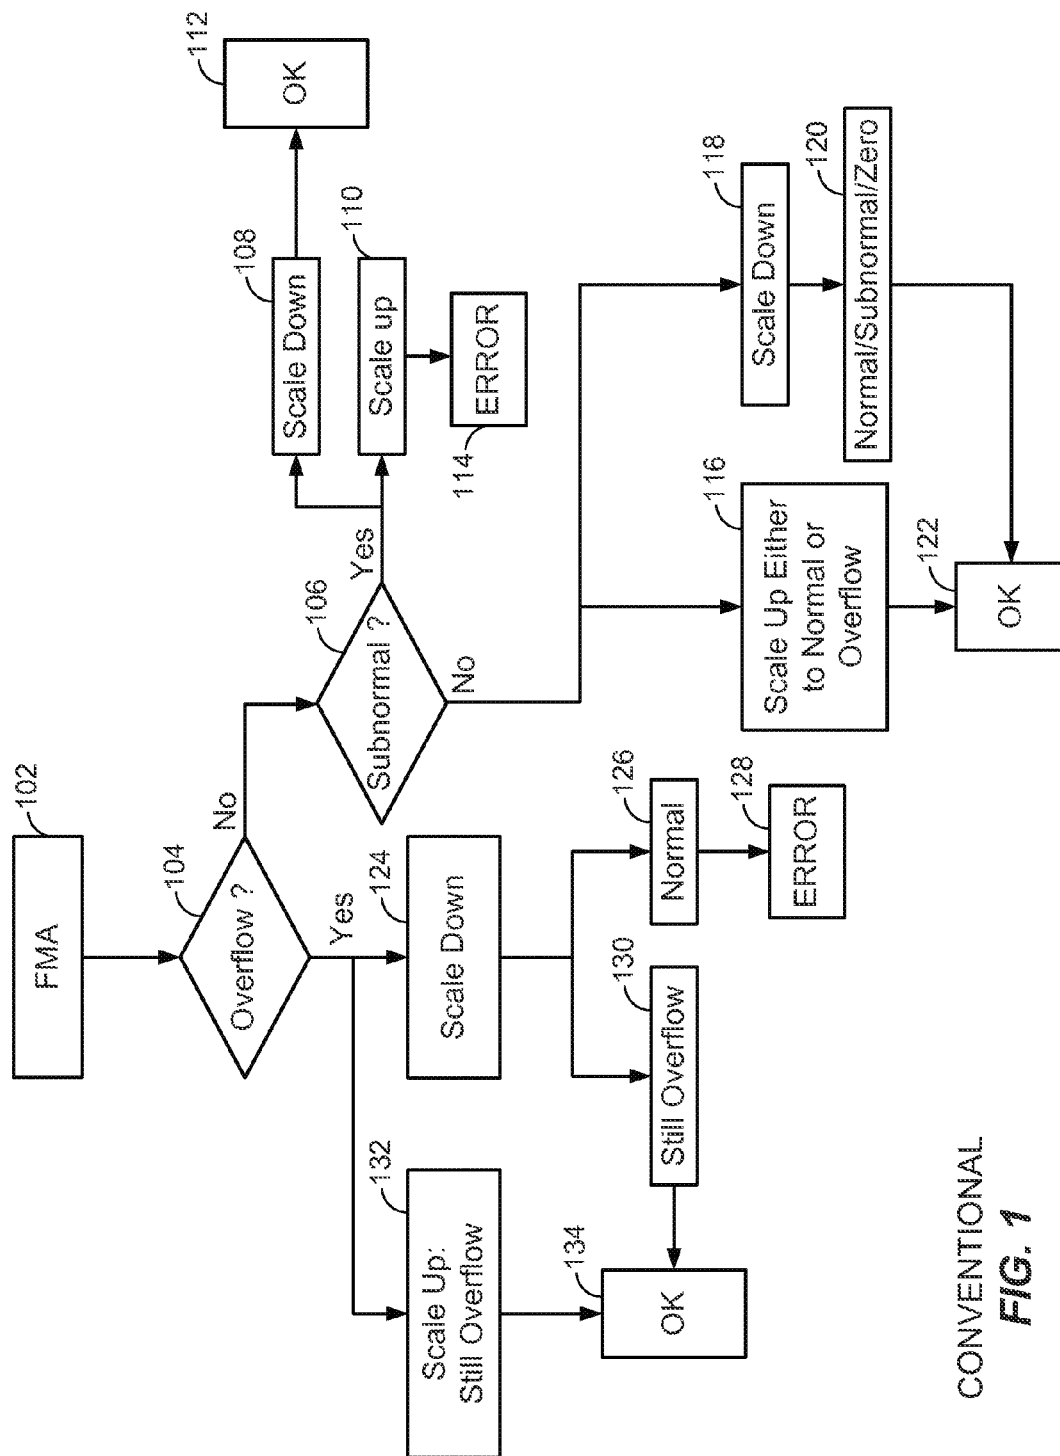 102
FMA
104
Overflow ?
No
Yes
106
Subnormal ?
Yes
No
108
Scale Down
110
Scale up
112
OK
114
ERROR
132
Scale Up:
Still Overflow
124
Scale Down
116
Scale Up Either
to Normal or
Overflow
118
Scale Down
120
Normal/Subnormal/Zero
122
OK
134
OK
130
Still Overflow
126
Normal
128
ERROR
CONVENTIONAL
FIG. 1